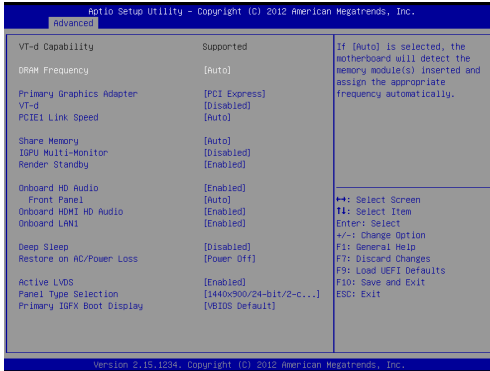 Aptio Setup Utility – Copyright (C) 2012 American Megatrends, Inc.
Advanced
VT-d Capability Supported
DRAM Frequency [Auto]
Primary Graphics Adapter [PCI Express]
VT-d [Disabled]
PCIE1 Link Speed [Auto]
Share Memory [Auto]
IGPU Multi-Monitor [Disabled]
Render Standby [Enabled]
Onboard HD Audio [Enabled]
Front Panel [Auto]
Onboard HDMI HD Audio [Enabled]
Onboard LAN1 [Enabled]
Deep Sleep [Disabled]
Restore on AC/Power Loss [Power Off]
Active LVDS [Enabled]
Panel Type Selection [1440x900/24-bit/2-c...]
Primary IGFX Boot Display [VBIOS Default]
If [Auto] is selected, the
motherboard will detect the
memory module(s) inserted and
assign the appropriate
frequency automatically.
↔: Select Screen
↑↓: Select Item
Enter: Select
+/-: Change Option
F1: General Help
F7: Discard Changes
F9: Load UEFI Defaults
F10: Save and Exit
ESC: Exit
Version 2.15.1234. Copyright (C) 2012 American Megatrends, Inc.